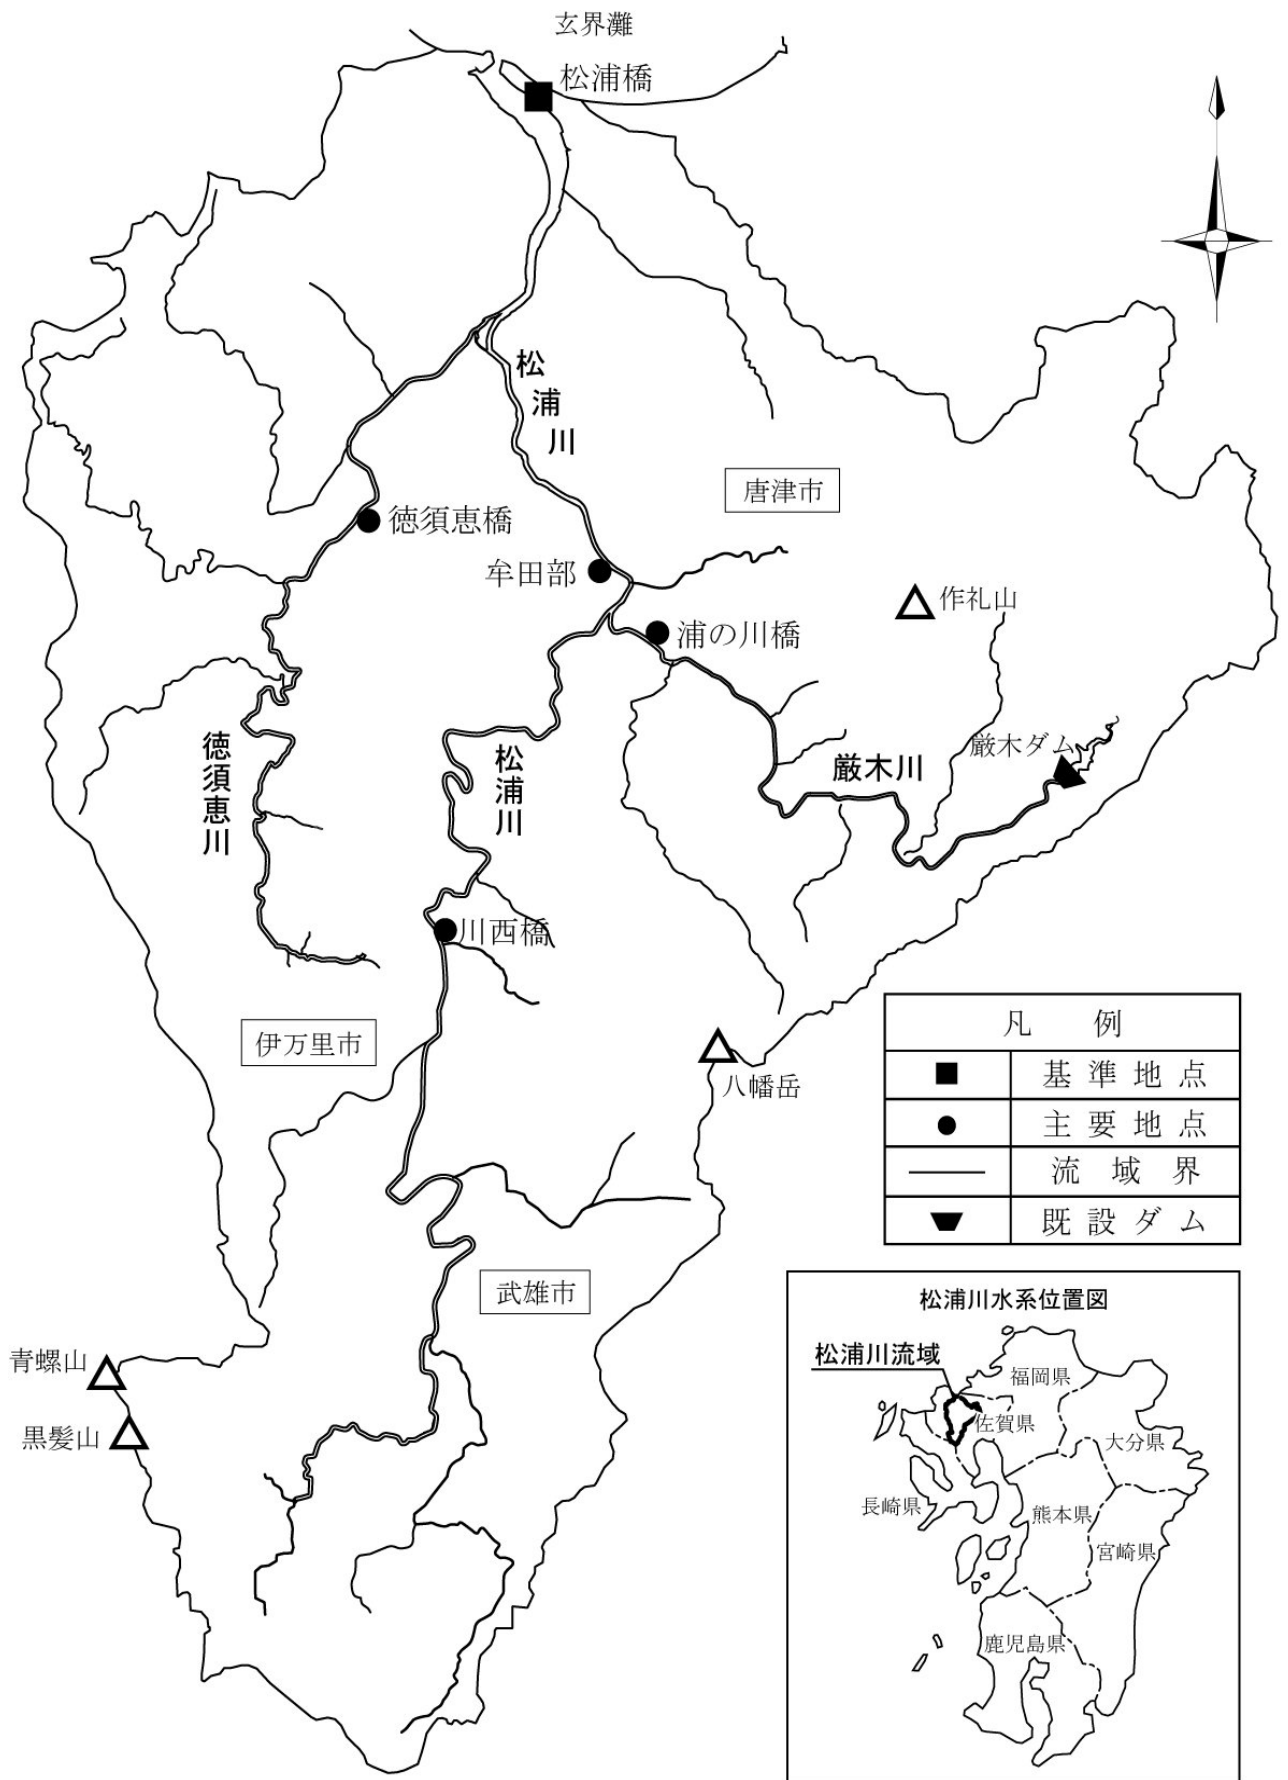 玄界灘
松浦橋
松浦川
唐津市
徳須恵橋
牟田部
作礼山
浦の川橋
徳須恵川
松浦川
厳木ダム
厳木川
川西橋
伊万里市
八幡岳
武雄市
青螺山
黒髪山
凡例
基準地点
主要地点
流域界
既設ダム
松浦川水系位置図
松浦川流域
福岡県
佐賀県
大分県
長崎県
熊本県
宮崎県
鹿児島県